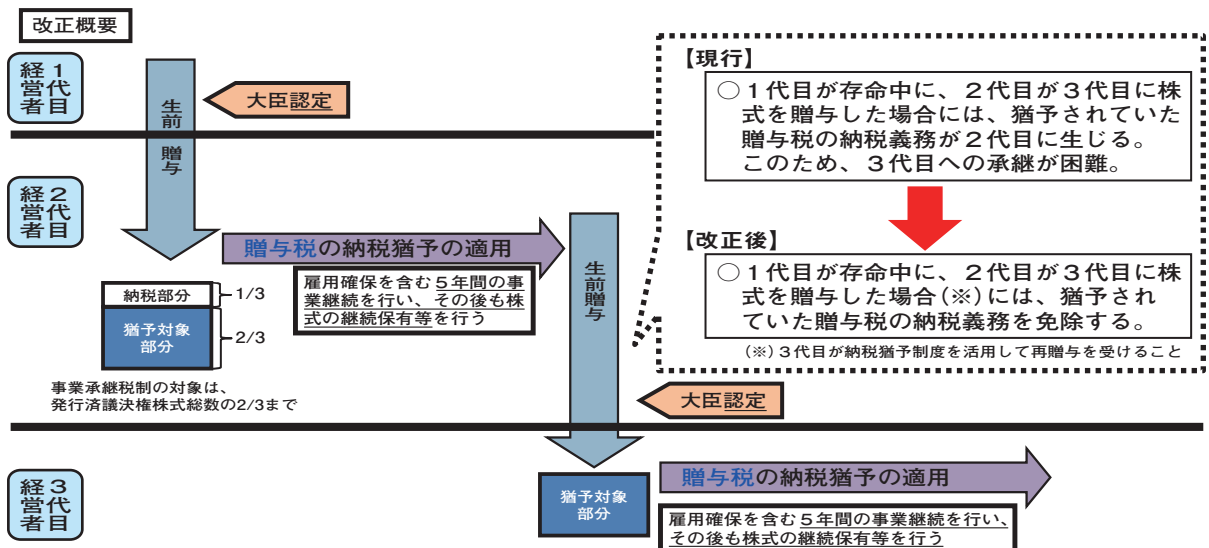 改正概要
経営者 1代目
生前贈与
大臣認定
【現行】
○１代目が存命中に、２代目が３代目に株
式を贈与した場合には、猶予されていた
贈与税の納税義務が２代目に生じる。
このため、３代目への承継が困難。
【改正後】
○１代目が存命中に、２代目が３代目に株
式を贈与した場合(※)には、猶予され
ていた贈与税の納税義務を免除する。
(※)３代目が納税猶予制度を活用して再贈与を受けること
経営者 2代目
贈与税の納税猶予の適用
雇用確保を含む５年間の事
業継続を行い、その後も株
式の継続保有等を行う
生前贈与
納税部分
1/3
猶予対象
部分
2/3
事業承継税制の対象は、
発行済議決権株式総数の2/3まで
大臣認定
経営者 3代目
猶予対象
部分
贈与税の納税猶予の適用
雇用確保を含む５年間の事業継続を行い、
その後も株式の継続保有等を行う